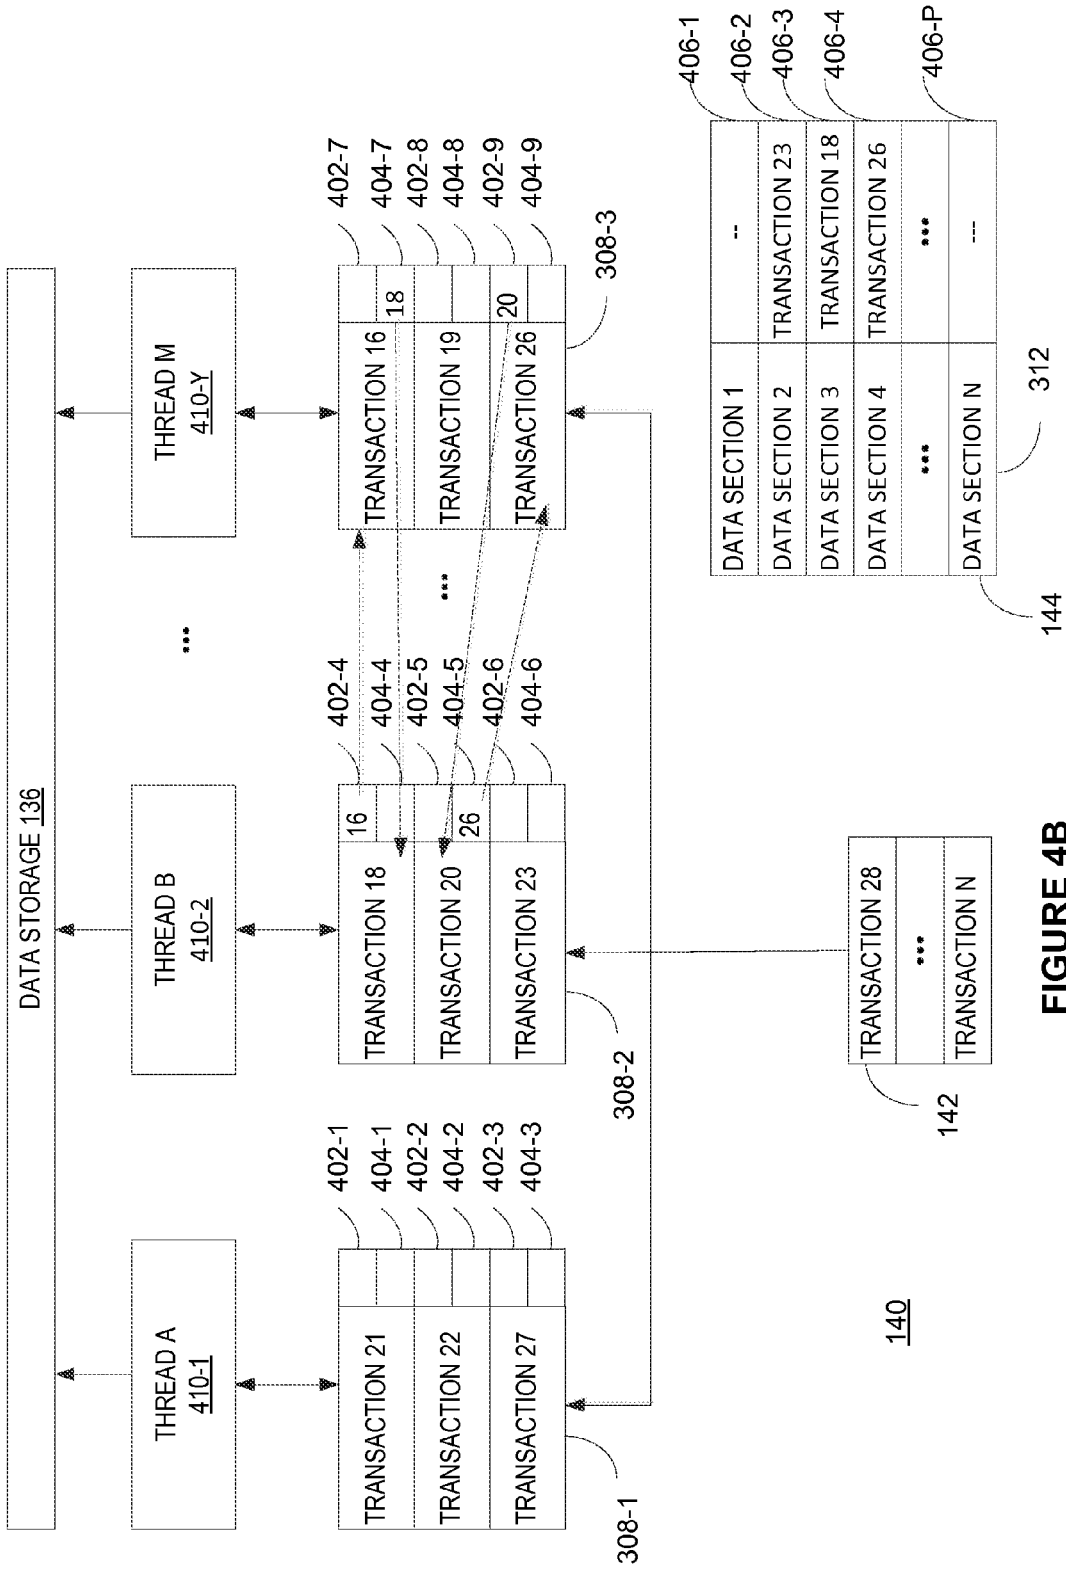 DATA STORAGE 136
THREAD A
410-1
THREAD B
410-2
***
THREAD M
410-Y
TRANSACTION 21
TRANSACTION 22
TRANSACTION 27
402-1
404-1
402-2
404-2
402-3
404-3
308-1
TRANSACTION 18
TRANSACTION 20
TRANSACTION 23
16
26
402-4
404-4
402-5
404-5
402-6
404-6
308-2
***
TRANSACTION 16
TRANSACTION 19
TRANSACTION 26
18
20
402-7
404-7
402-8
404-8
402-9
404-9
308-3
140
142
TRANSACTION 28
***
TRANSACTION N
144
DATA SECTION 1 -- 406-1
DATA SECTION 2 TRANSACTION 23 406-2
DATA SECTION 3 TRANSACTION 18 406-3
DATA SECTION 4 TRANSACTION 26 406-4
*** ***
DATA SECTION N --- 406-P
312
FIGURE 4B